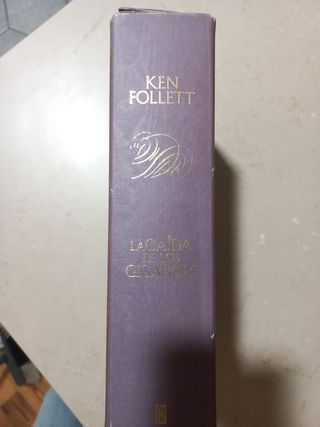 KEN
FOLLETT
LA CAÍDA
DE LOS
GIGANTES